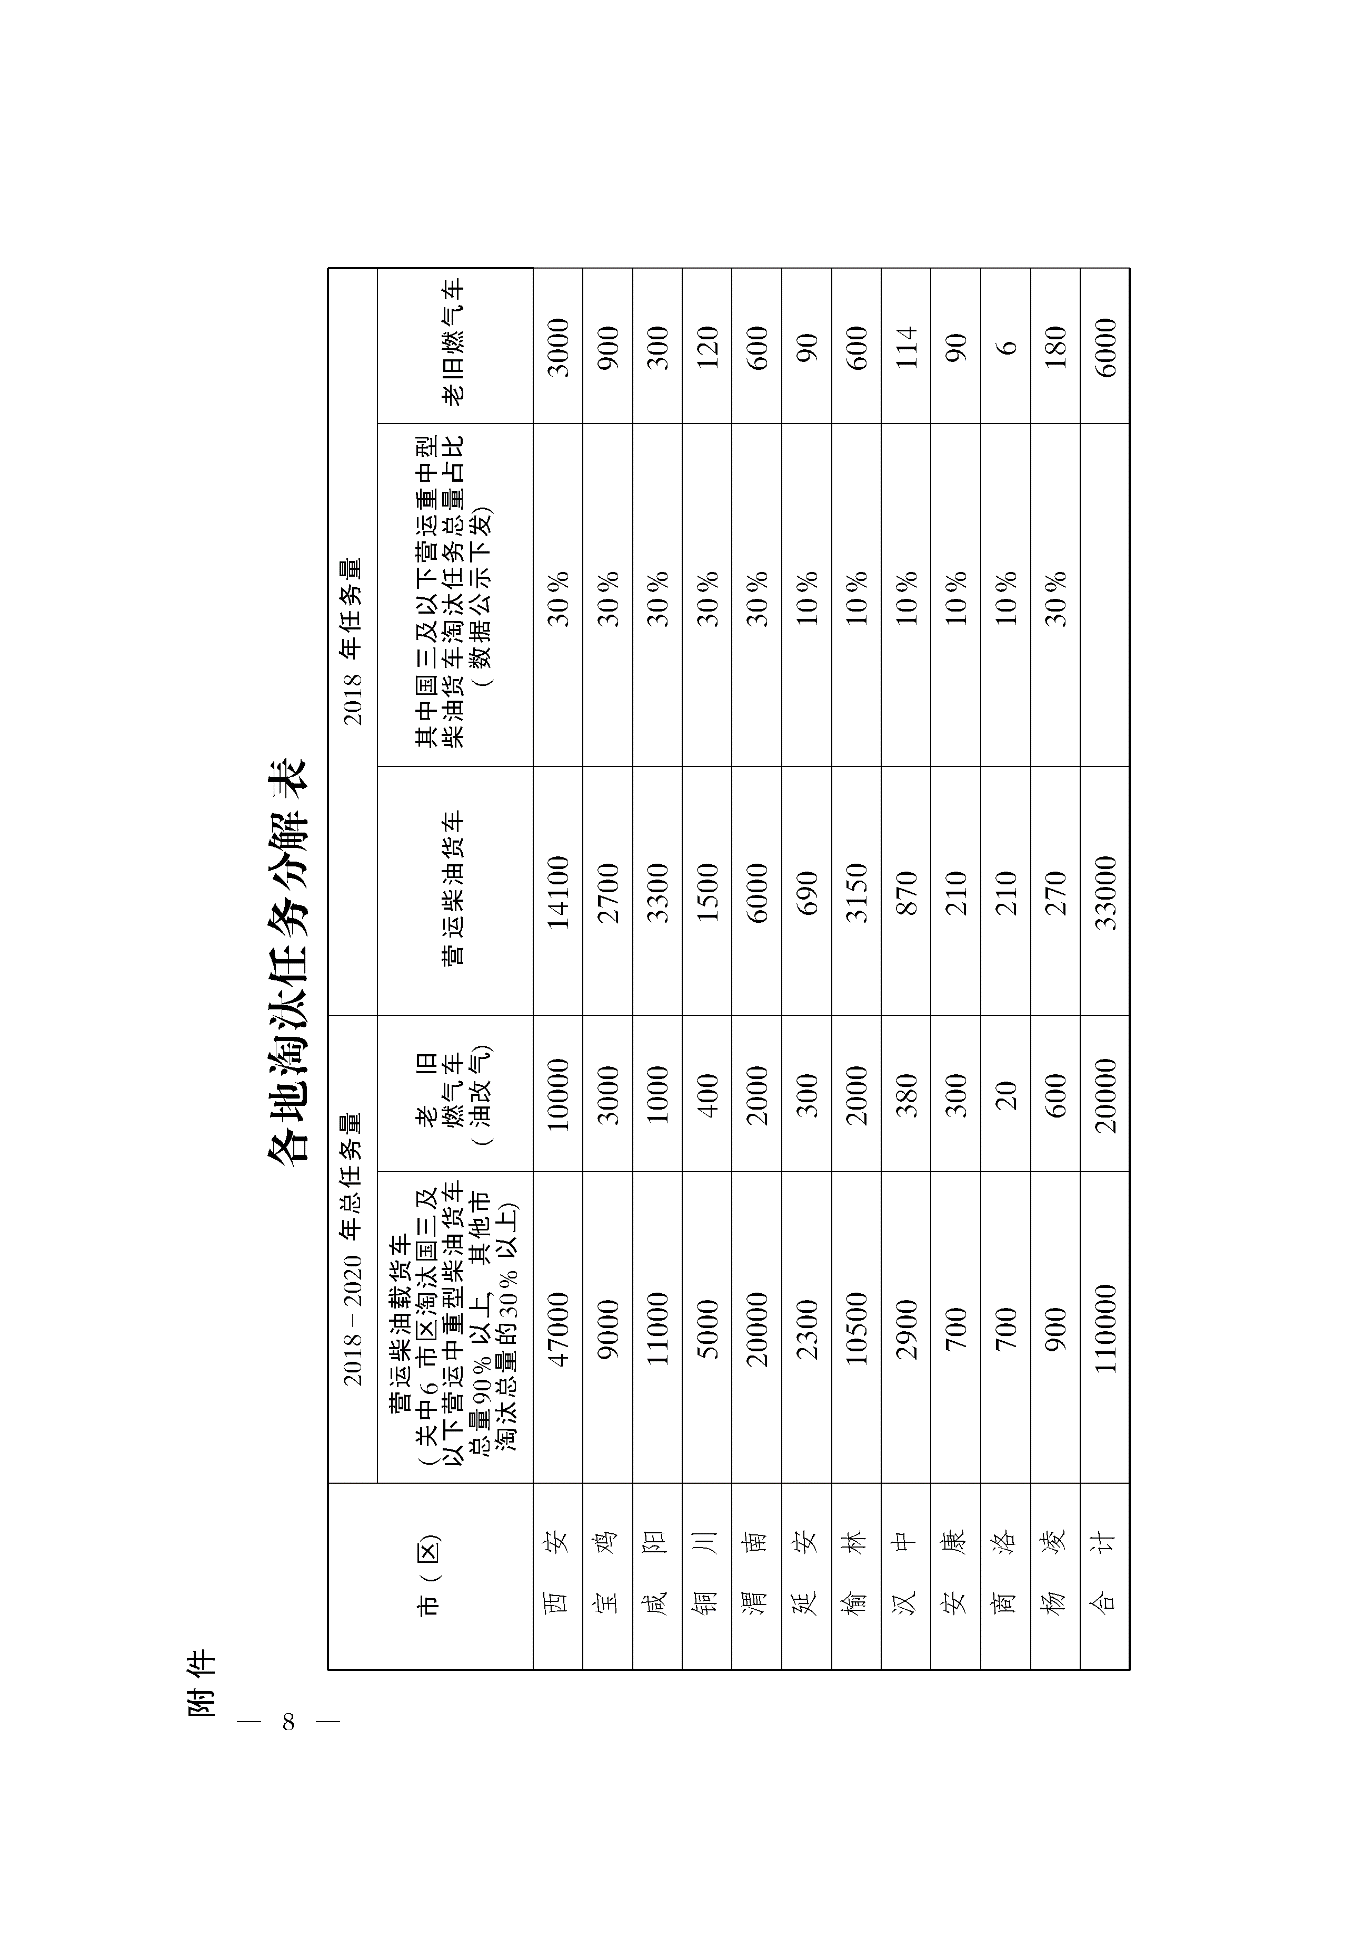 附件
各地淘汰任务分解表
市(区) 2018-2020 年总任务量 2018 年任务量
营运柴油载货车
(关中6 市区淘汰国三及
以下营运中重型柴油货车
总量90% 以上, 其他市
淘汰总量的30% 以上)
老 旧
燃气车
(油改气)
营运柴油货车
其中国三及以下营运重中型
柴油货车淘汰任务总量占比
(数据公示下发)
老旧燃气车
西 安 47000 10000 14100 30% 3000
宝 鸡 9000 3000 2700 30% 900
咸 阳 11000 1000 3300 30% 300
铜 川 5000 400 1500 30% 120
渭 南 20000 2000 6000 30% 600
延 安 2300 300 690 10% 90
榆 林 10500 2000 3150 10% 600
汉 中 2900 380 870 10% 114
安 康 700 300 210 10% 90
商 洛 700 20 210 10% 6
杨 凌 900 600 270 30% 180
合 计 110000 20000 33000 6000
— 8 —